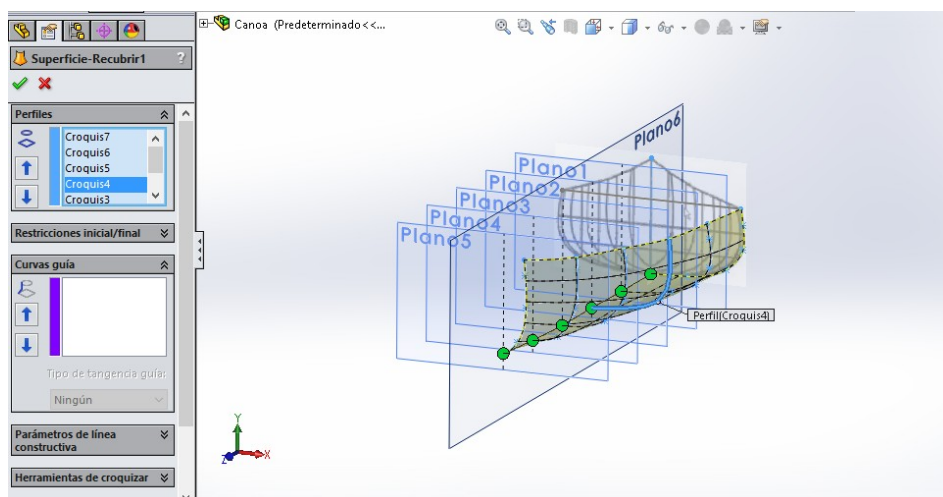 Canoa (Predeterminado<<...
Superficie-Recubrir1
?
Perfiles
Croquis7
Croquis6
Croquis5
Croquis4
Croquis3
Restricciones inicial/final
Curvas guía
Tipo de tangencia guía:
Ningún
Parámetros de línea
constructiva
Herramientas de croquizar
Plano6
Plano1
Plano2
Plano3
Plano4
Plano5
Perfil(Croquis4)
Y
Z
X